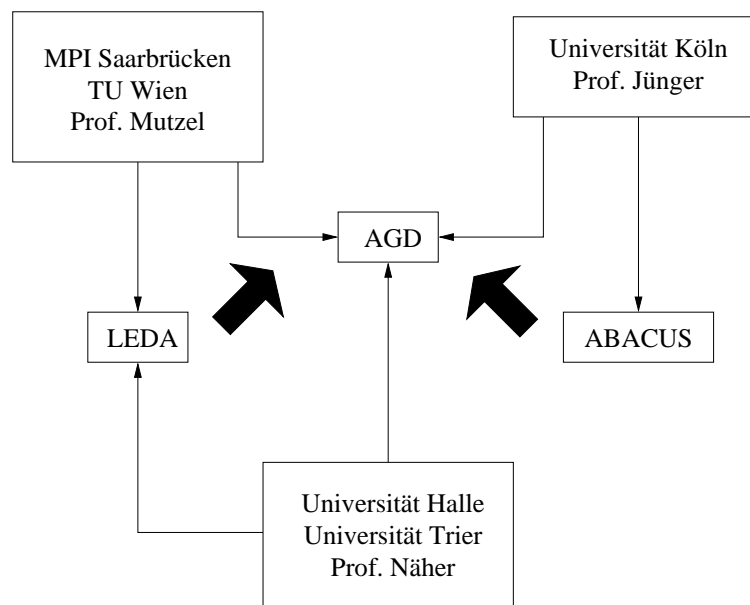 MPI Saarbrücken
TU Wien
Prof. Mutzel
Universität Köln
Prof. Jünger
AGD
LEDA
ABACUS
Universität Halle
Universität Trier
Prof. Näher